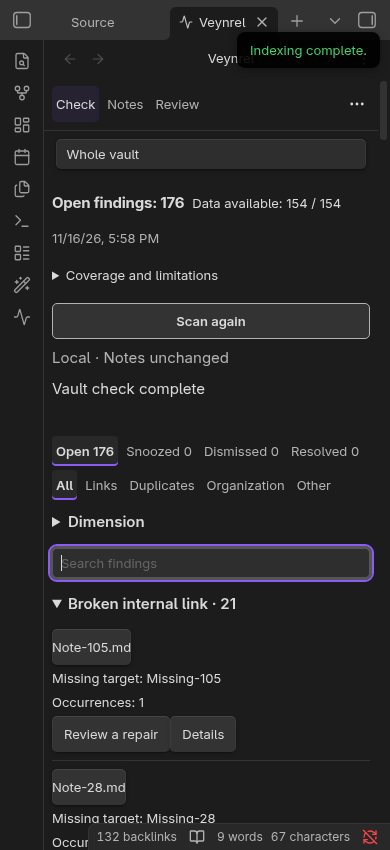 Source
Veynrel
Veynrel
Indexing complete.
Check Notes Review
Whole vault
Open findings: 176 Data available: 154 / 154
11/16/26, 5:58 PM
Coverage and limitations
Scan again
Local · Notes unchanged
Vault check complete
Open 176 Snoozed 0 Dismissed 0 Resolved 0
All Links Duplicates Organization Other
Dimension
Search findings
Broken internal link · 21
Note-105.md
Missing target: Missing-105
Occurrences: 1
Review a repair Details
Note-28.md
Missing target: Missing-28
132 backlinks 9 words 67 characters